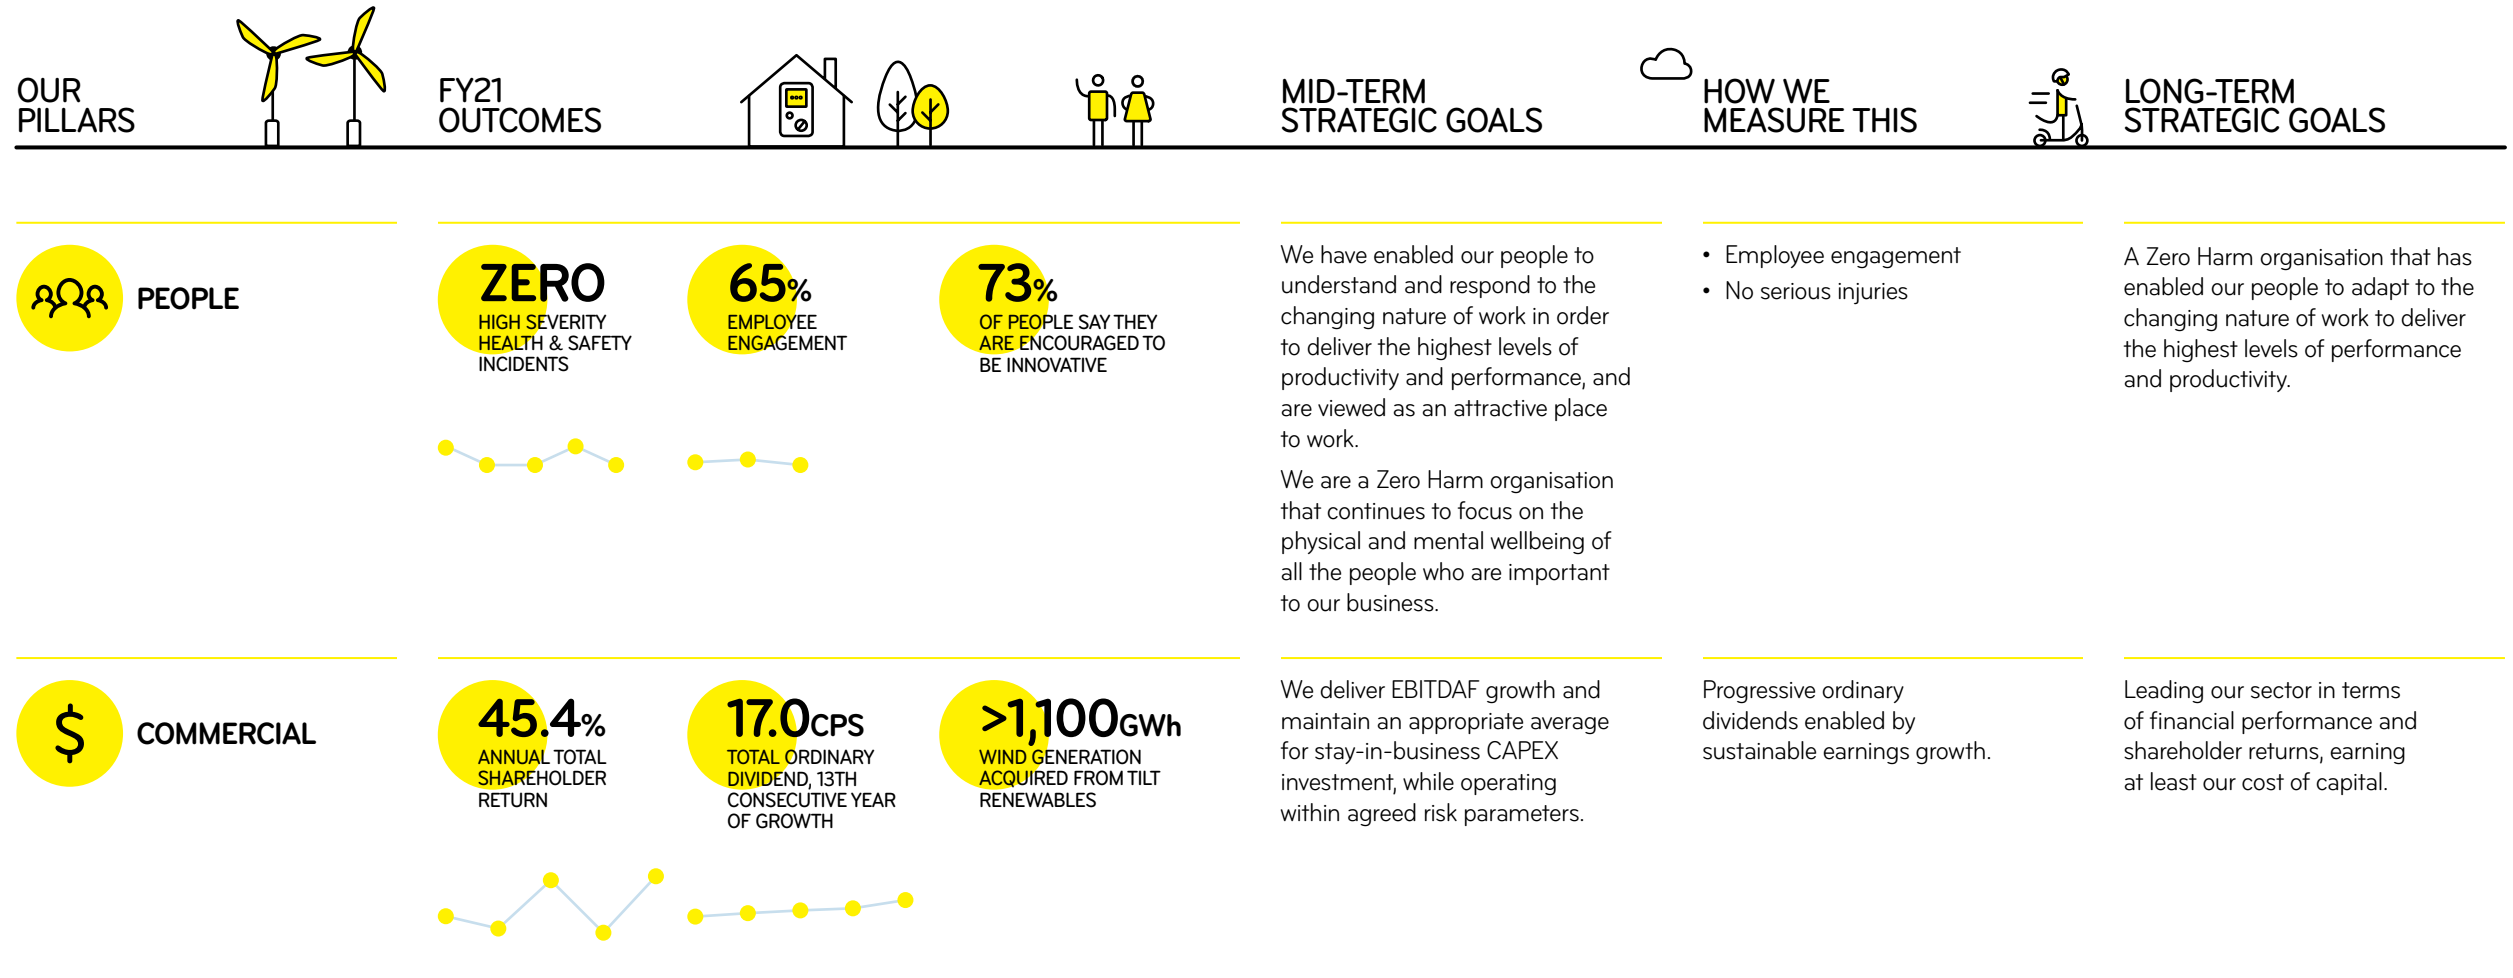 OUR
PILLARS
FY21
OUTCOMES
MID-TERM
STRATEGIC GOALS
HOW WE
MEASURE THIS
LONG-TERM
STRATEGIC GOALS
PEOPLE
ZERO
HIGH SEVERITY
HEALTH & SAFETY
INCIDENTS
65%
EMPLOYEE
ENGAGEMENT
73%
OF PEOPLE SAY THEY
ARE ENCOURAGED TO
BE INNOVATIVE
We have enabled our people to
understand and respond to the
changing nature of work in order
to deliver the highest levels of
productivity and performance, and
are viewed as an attractive place
to work.
We are a Zero Harm organisation
that continues to focus on the
physical and mental wellbeing of
all the people who are important
to our business.
• Employee engagement
• No serious injuries
A Zero Harm organisation that has
enabled our people to adapt to the
changing nature of work to deliver
the highest levels of performance
and productivity.
COMMERCIAL
45.4%
ANNUAL TOTAL
SHAREHOLDER
RETURN
17.0CPS
TOTAL ORDINARY
DIVIDEND, 13TH
CONSECUTIVE YEAR
OF GROWTH
>1,100GWh
WIND GENERATION
ACQUIRED FROM TILT
RENEWABLES
We deliver EBITDAF growth and
maintain an appropriate average
for stay-in-business CAPEX
investment, while operating
within agreed risk parameters.
Progressive ordinary
dividends enabled by
sustainable earnings growth.
Leading our sector in terms
of financial performance and
shareholder returns, earning
at least our cost of capital.